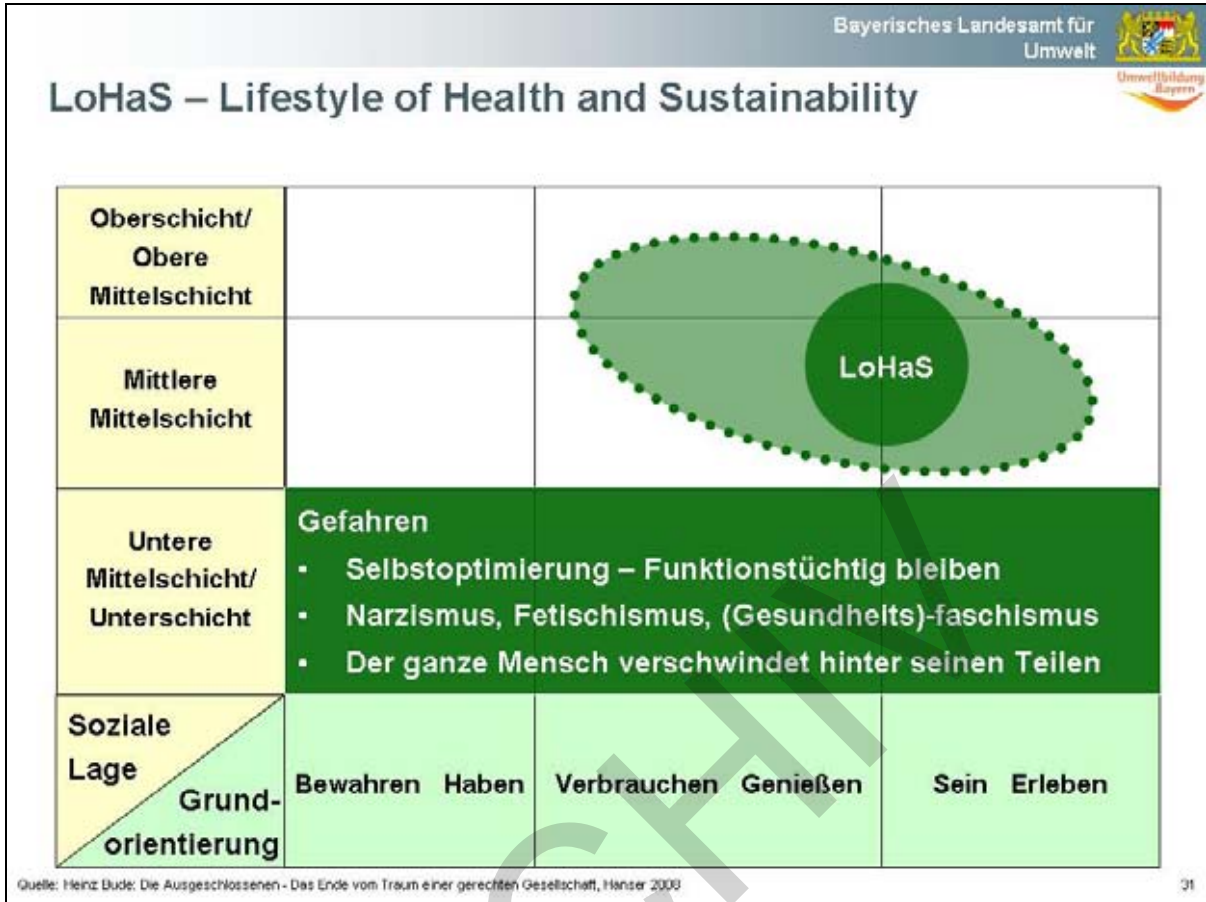 Bayerisches Landesamt für
Umwelt
Umweltbildung
Bayern
LoHaS – Lifestyle of Health and Sustainability
Oberschicht/
Obere
Mittelschicht
Mittlere
Mittelschicht
LoHaS
Untere
Mittelschicht/
Unterschicht
Gefahren
▪ Selbstoptimierung – Funktionstüchtig bleiben
▪ Narzismus, Fetischismus, (Gesundheits)-faschismus
▪ Der ganze Mensch verschwindet hinter seinen Teilen
Soziale
Lage
Grund-
orientierung
Bewahren Haben
Verbrauchen Genießen
Sein Erleben
Quelle: Heinz Bude: Die Ausgeschlossenen - Das Ende vom Traum einer gerechten Gesellschaft, Hanser 2008
31
CHIV